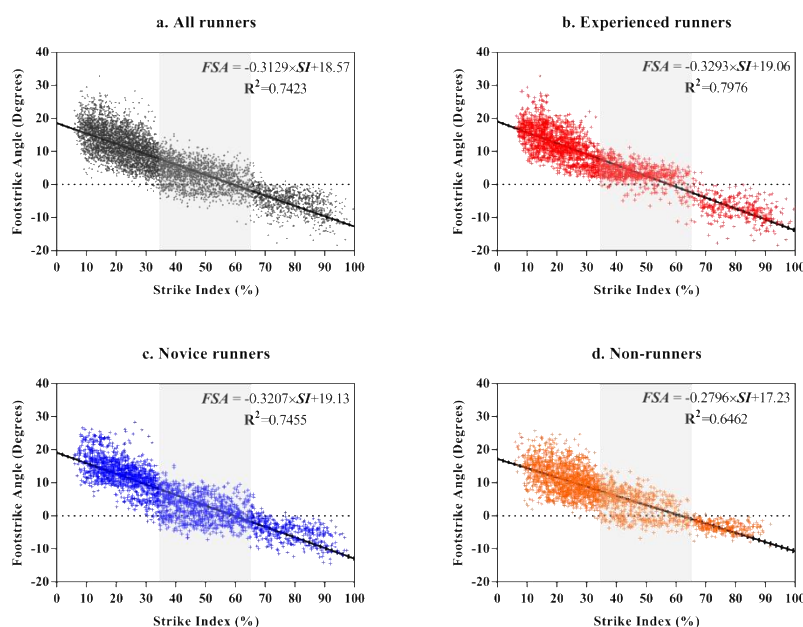 a. All runners
FSA = -0.3129×SI+18.57
R²=0.7423
40
30
20
10
0
-10
-20
Footstrike Angle (Degrees)
0 10 20 30 40 50 60 70 80 90 100
Strike Index (%)
b. Experienced runners
FSA = -0.3293×SI+19.06
R²=0.7976
40
30
20
10
0
-10
-20
Footstrike Angle (Degrees)
0 10 20 30 40 50 60 70 80 90 100
Strike Index (%)
c. Novice runners
FSA = -0.3207×SI+19.13
R²=0.7455
40
30
20
10
0
-10
-20
Footstrike Angle (Degrees)
0 10 20 30 40 50 60 70 80 90 100
Strike Index (%)
d. Non-runners
FSA = -0.2796×SI+17.23
R²=0.6462
40
30
20
10
0
-10
-20
Footstrike Angle (Degrees)
0 10 20 30 40 50 60 70 80 90 100
Strike Index (%)